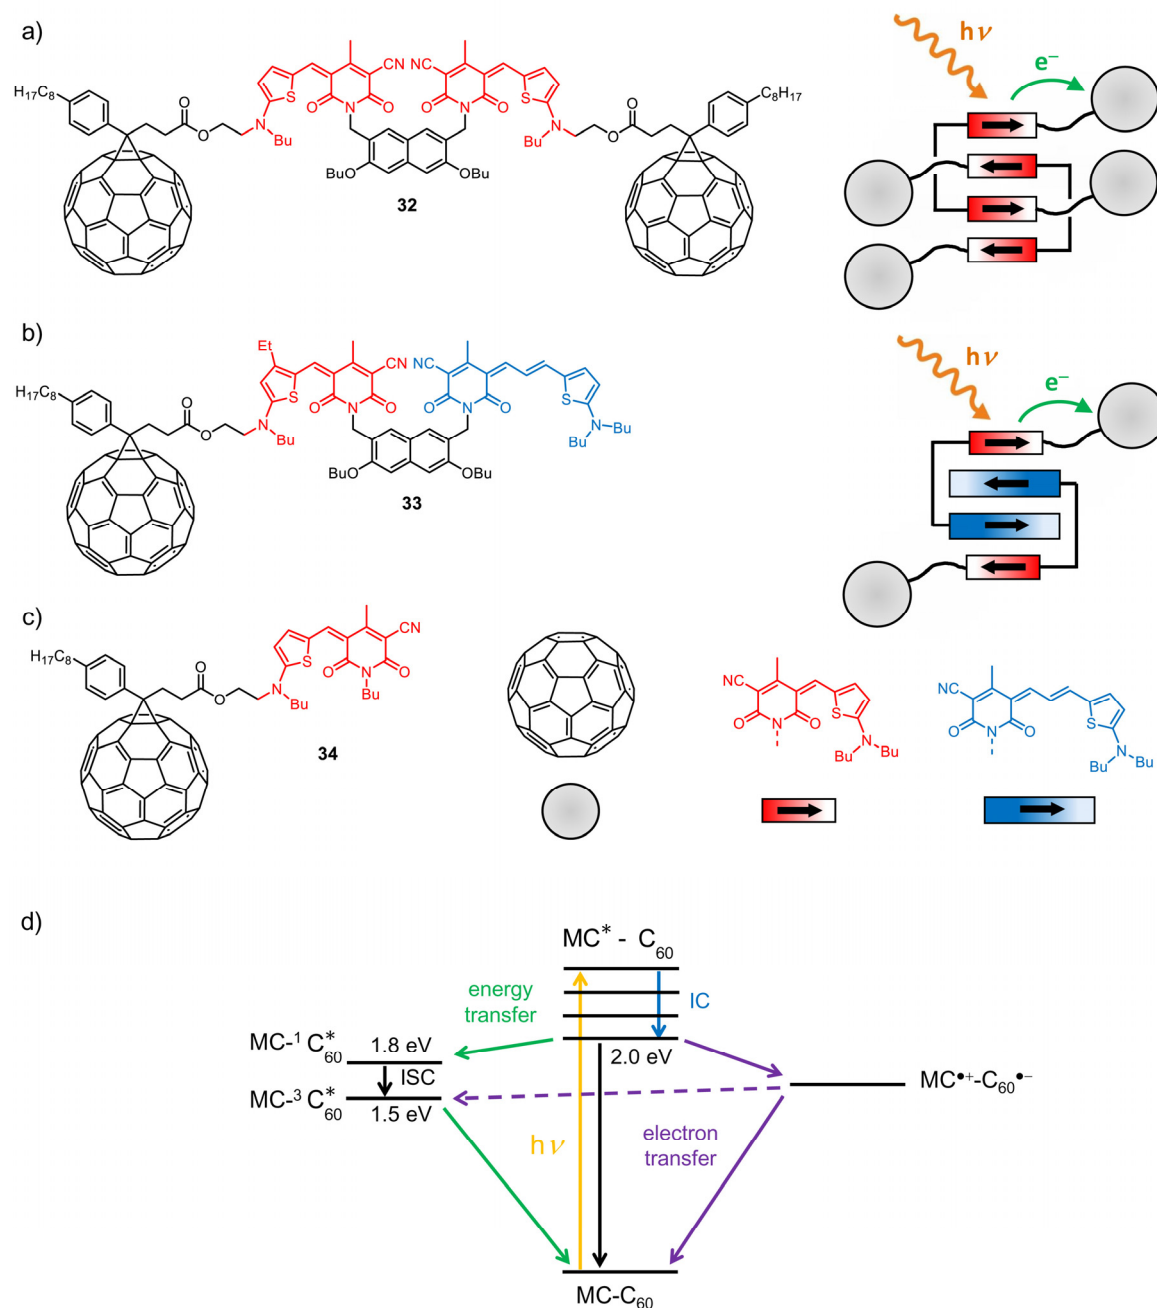 a)
H₁₇C₈
O
O
N
Bu
S
CN
O
N
O
NC
O
N
O
S
N
Bu
O
O
C₈H₁₇
BuO
OBu
32
hν
e⁻
b)
Et
H₁₇C₈
O
O
N
Bu
S
CN
O
N
O
NC
O
N
O
S
N
Bu
Bu
BuO
OBu
33
hν
e⁻
c)
H₁₇C₈
O
O
N
Bu
S
CN
O
N
O
Bu
34
NC
O
N
O
S
N
Bu
Bu
NC
O
N
O
S
N
Bu
Bu
d)
MC* - C₆₀
energy
transfer
IC
MC-¹C*₆₀
1.8 eV
2.0 eV
ISC
MC-³C*₆₀
1.5 eV
MC•⁺-C₆₀•⁻
hν
electron
transfer
MC-C₆₀